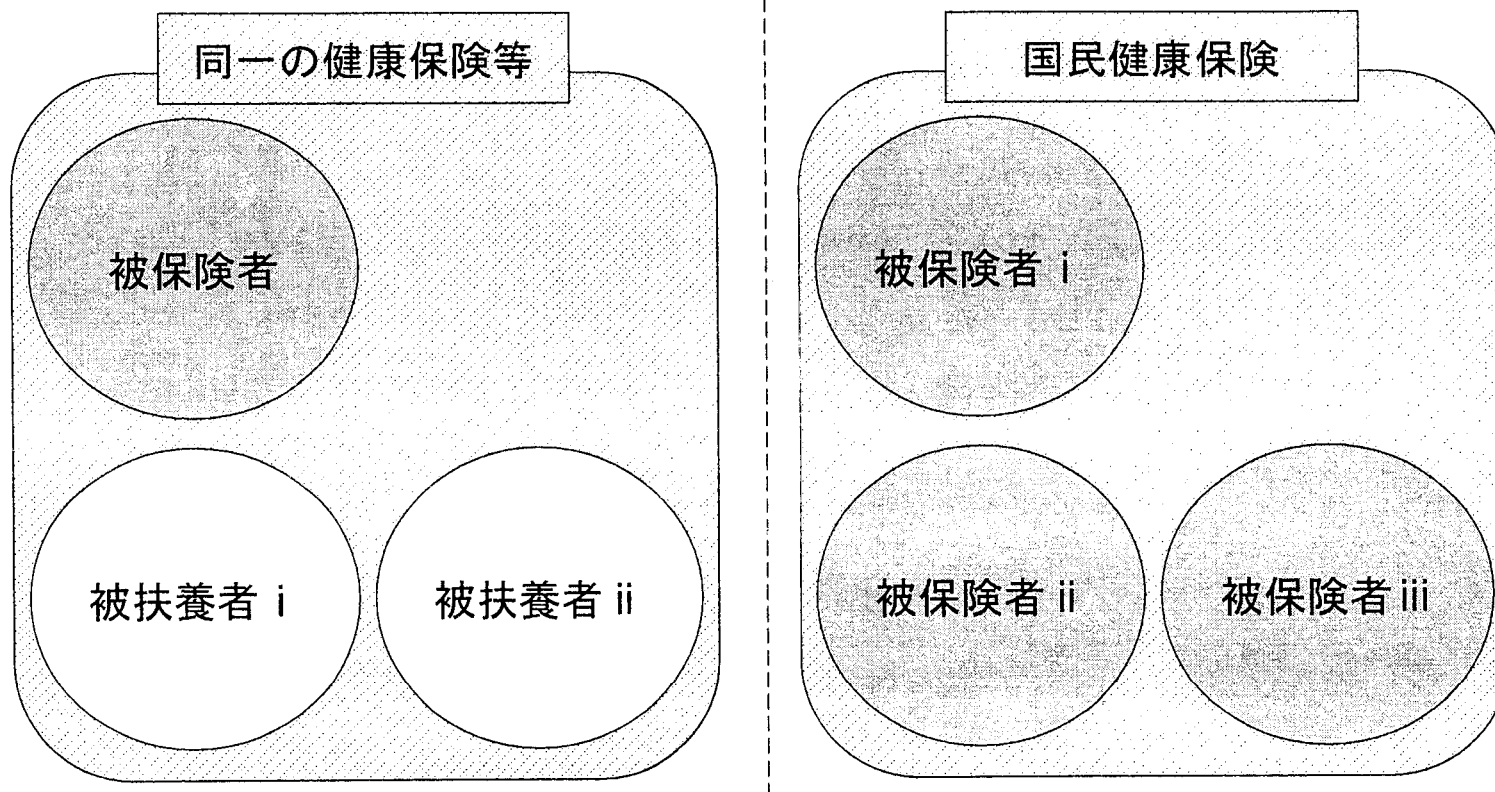 同一の健康保険等
被保険者
被扶養者 i
被扶養者 ii
国民健康保険
被保険者 i
被保険者 ii
被保険者 iii